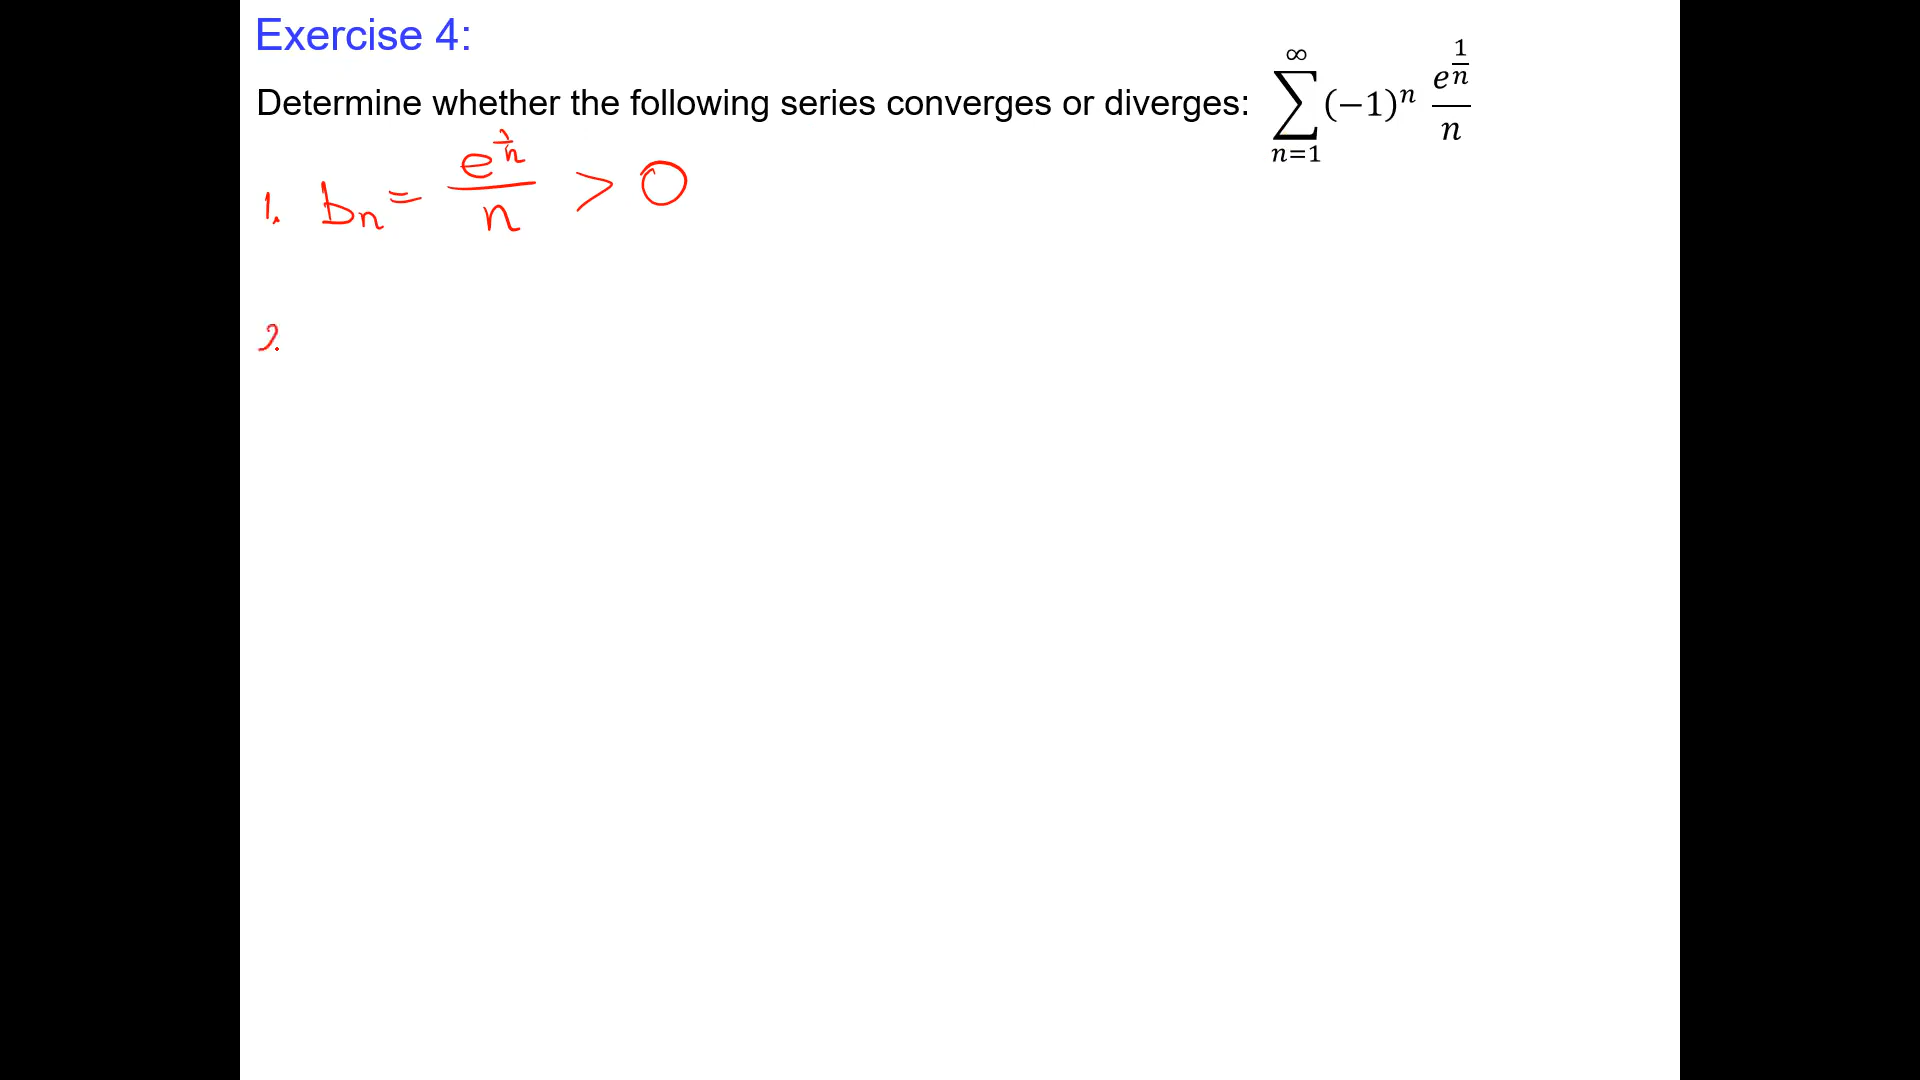 Exercise 4:
Determine whether the following series converges or diverges: ∑_{n=1}^{∞} (−1)^n e^{1/n}/n
1. b_n = e^{1/n}/n > 0
2.